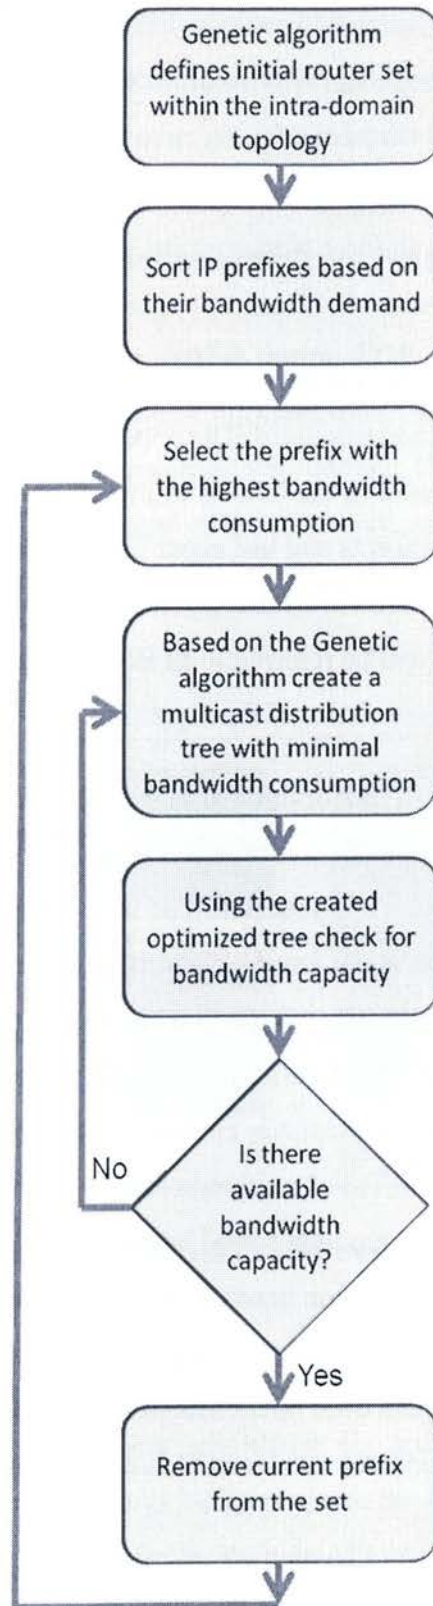 Genetic algorithm
defines initial router set
within the intra-domain
topology
Sort IP prefixes based on
their bandwidth demand
Select the prefix with
the highest bandwidth
consumption
Based on the Genetic
algorithm create a
multicast distribution
tree with minimal
bandwidth consumption
Using the created
optimized tree check for
bandwidth capacity
No
Is there
available
bandwidth
capacity?
Yes
Remove current prefix
from the set